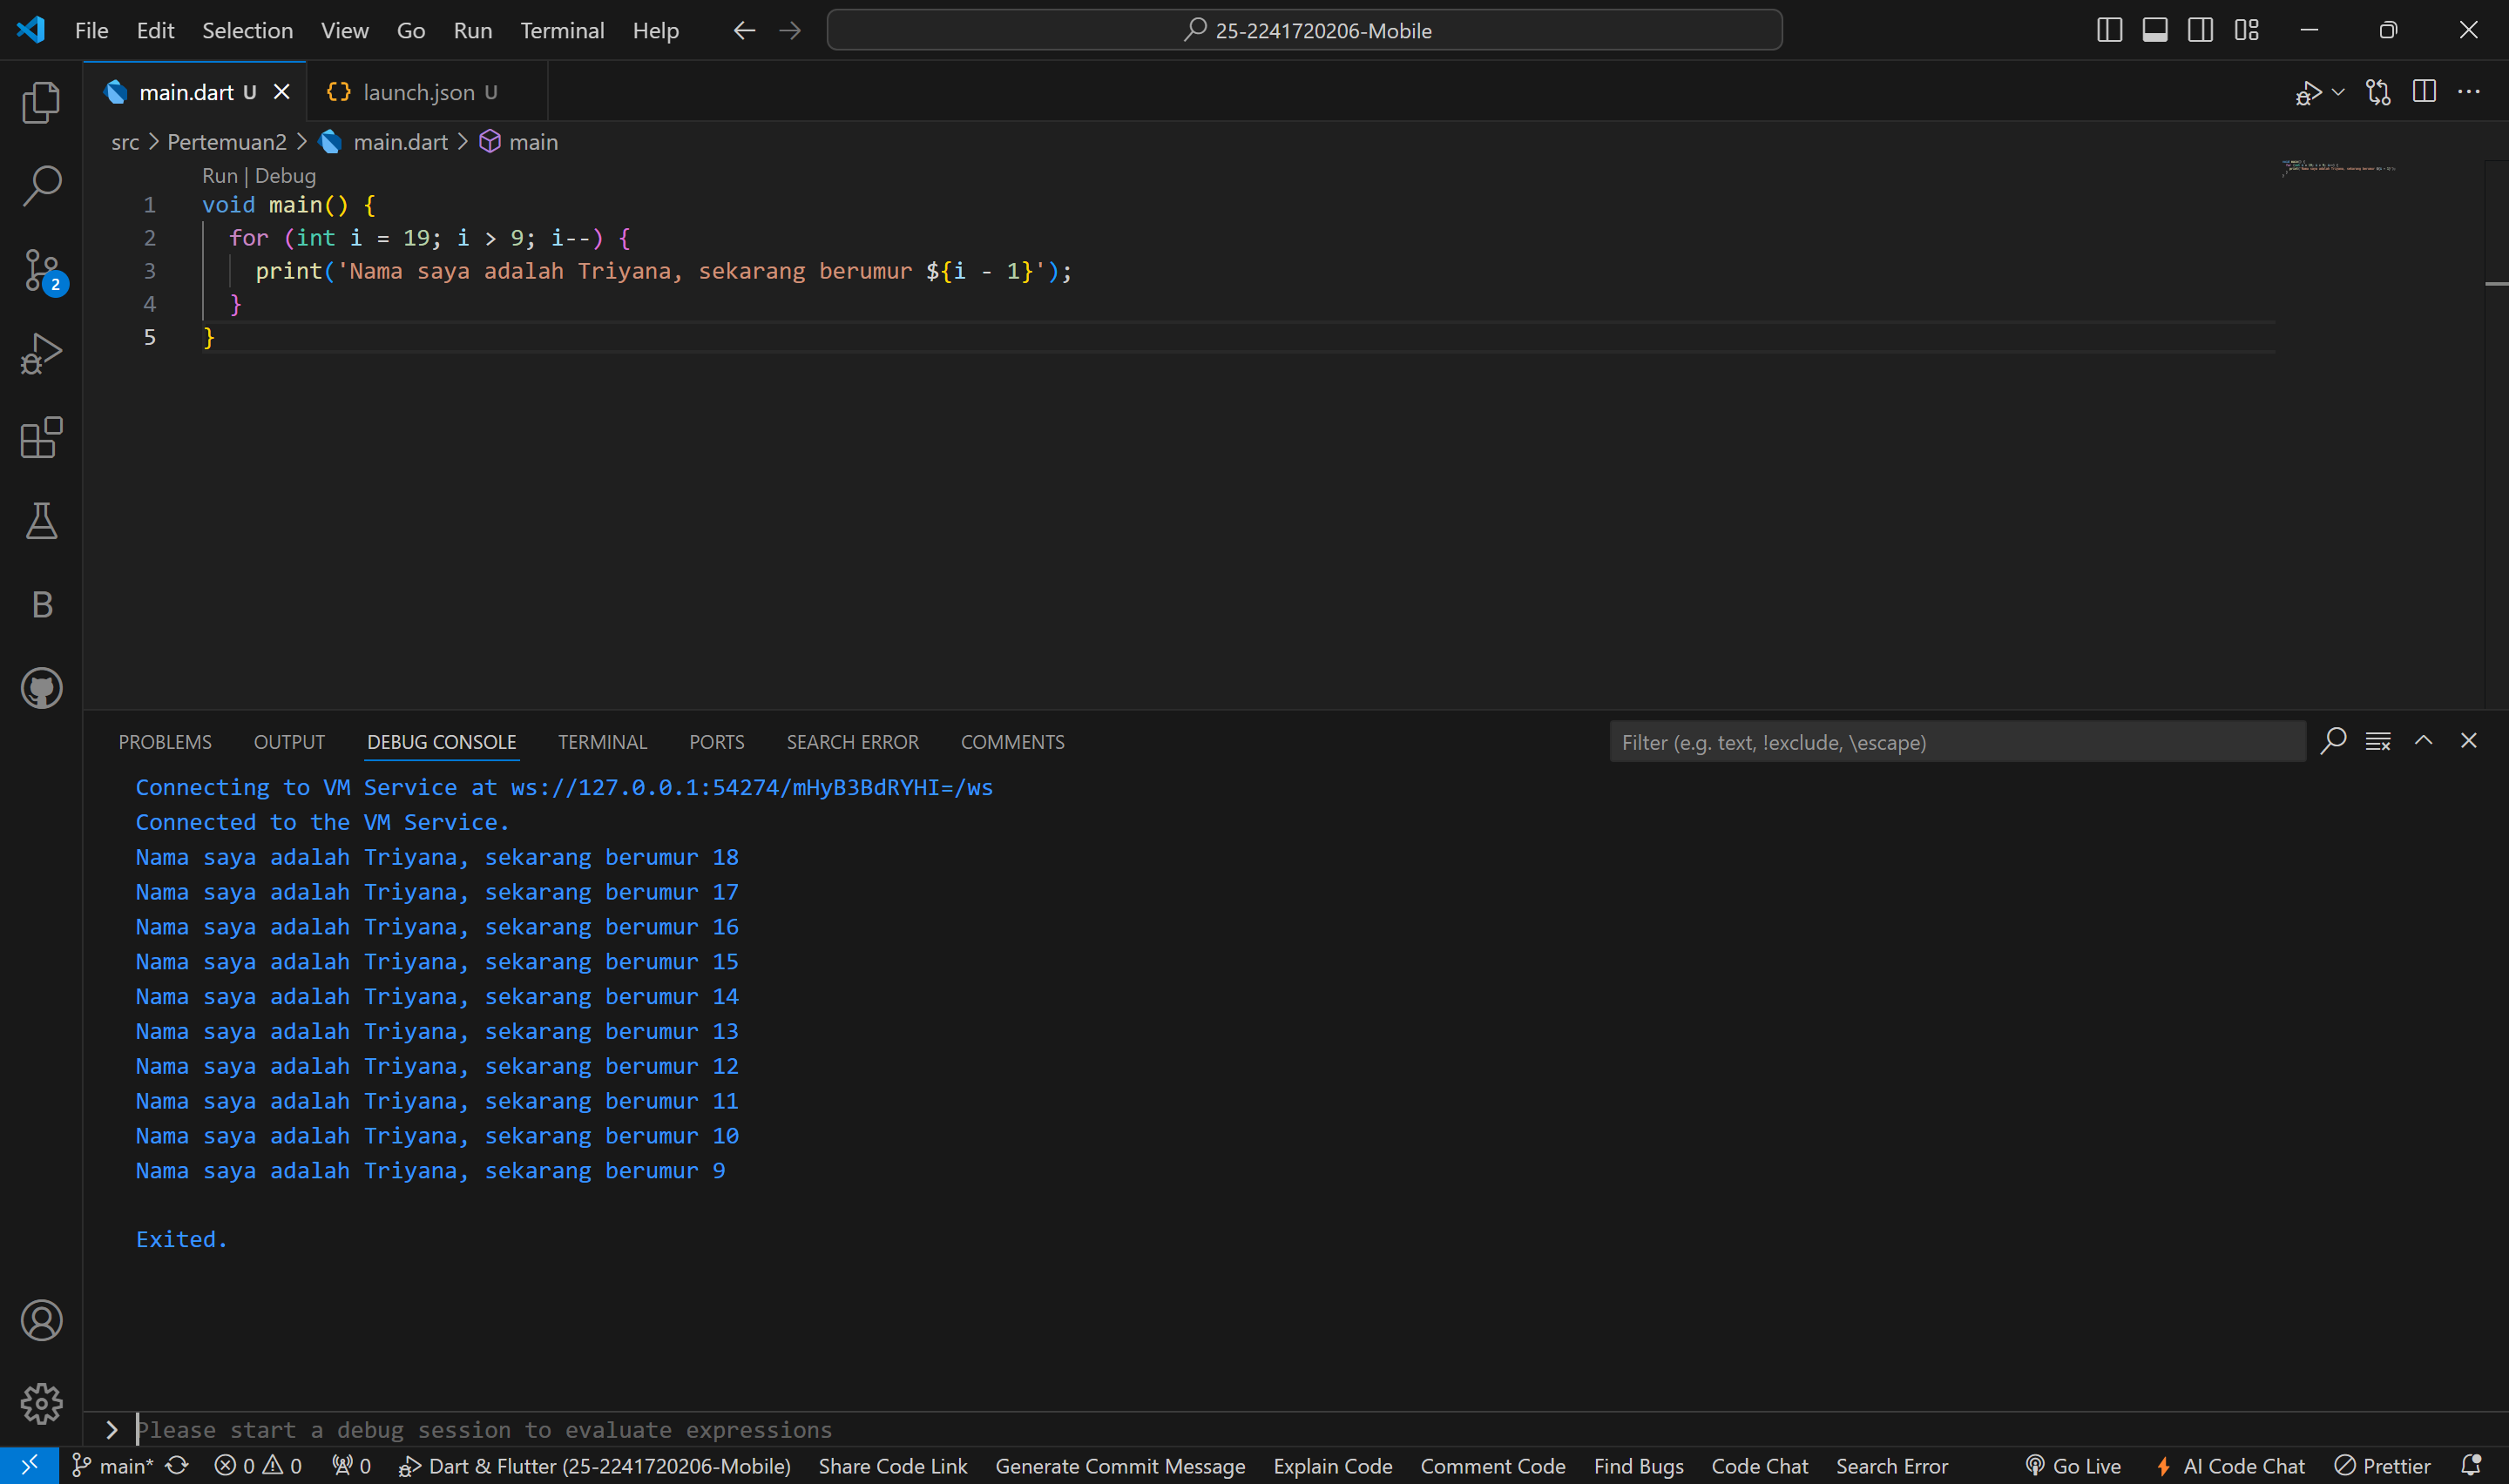 File Edit Selection View Go Run Terminal Help 25-2241720206-Mobile
main.dart U launch.json U
src > Pertemuan2 > main.dart > main
Run | Debug
1 void main() {
2 for (int i = 19; i > 9; i--) {
3 print('Nama saya adalah Triyana, sekarang berumur ${i - 1}');
4 }
5 }
2
B
PROBLEMS OUTPUT DEBUG CONSOLE TERMINAL PORTS SEARCH ERROR COMMENTS Filter (e.g. text, !exclude, \escape)
Connecting to VM Service at ws://127.0.0.1:54274/mHyB3BdRYHI=/ws
Connected to the VM Service.
Nama saya adalah Triyana, sekarang berumur 18
Nama saya adalah Triyana, sekarang berumur 17
Nama saya adalah Triyana, sekarang berumur 16
Nama saya adalah Triyana, sekarang berumur 15
Nama saya adalah Triyana, sekarang berumur 14
Nama saya adalah Triyana, sekarang berumur 13
Nama saya adalah Triyana, sekarang berumur 12
Nama saya adalah Triyana, sekarang berumur 11
Nama saya adalah Triyana, sekarang berumur 10
Nama saya adalah Triyana, sekarang berumur 9
Exited.
Please start a debug session to evaluate expressions
main* 0 0 0 Dart & Flutter (25-2241720206-Mobile) Share Code Link Generate Commit Message Explain Code Comment Code Find Bugs Code Chat Search Error Go Live AI Code Chat Prettier